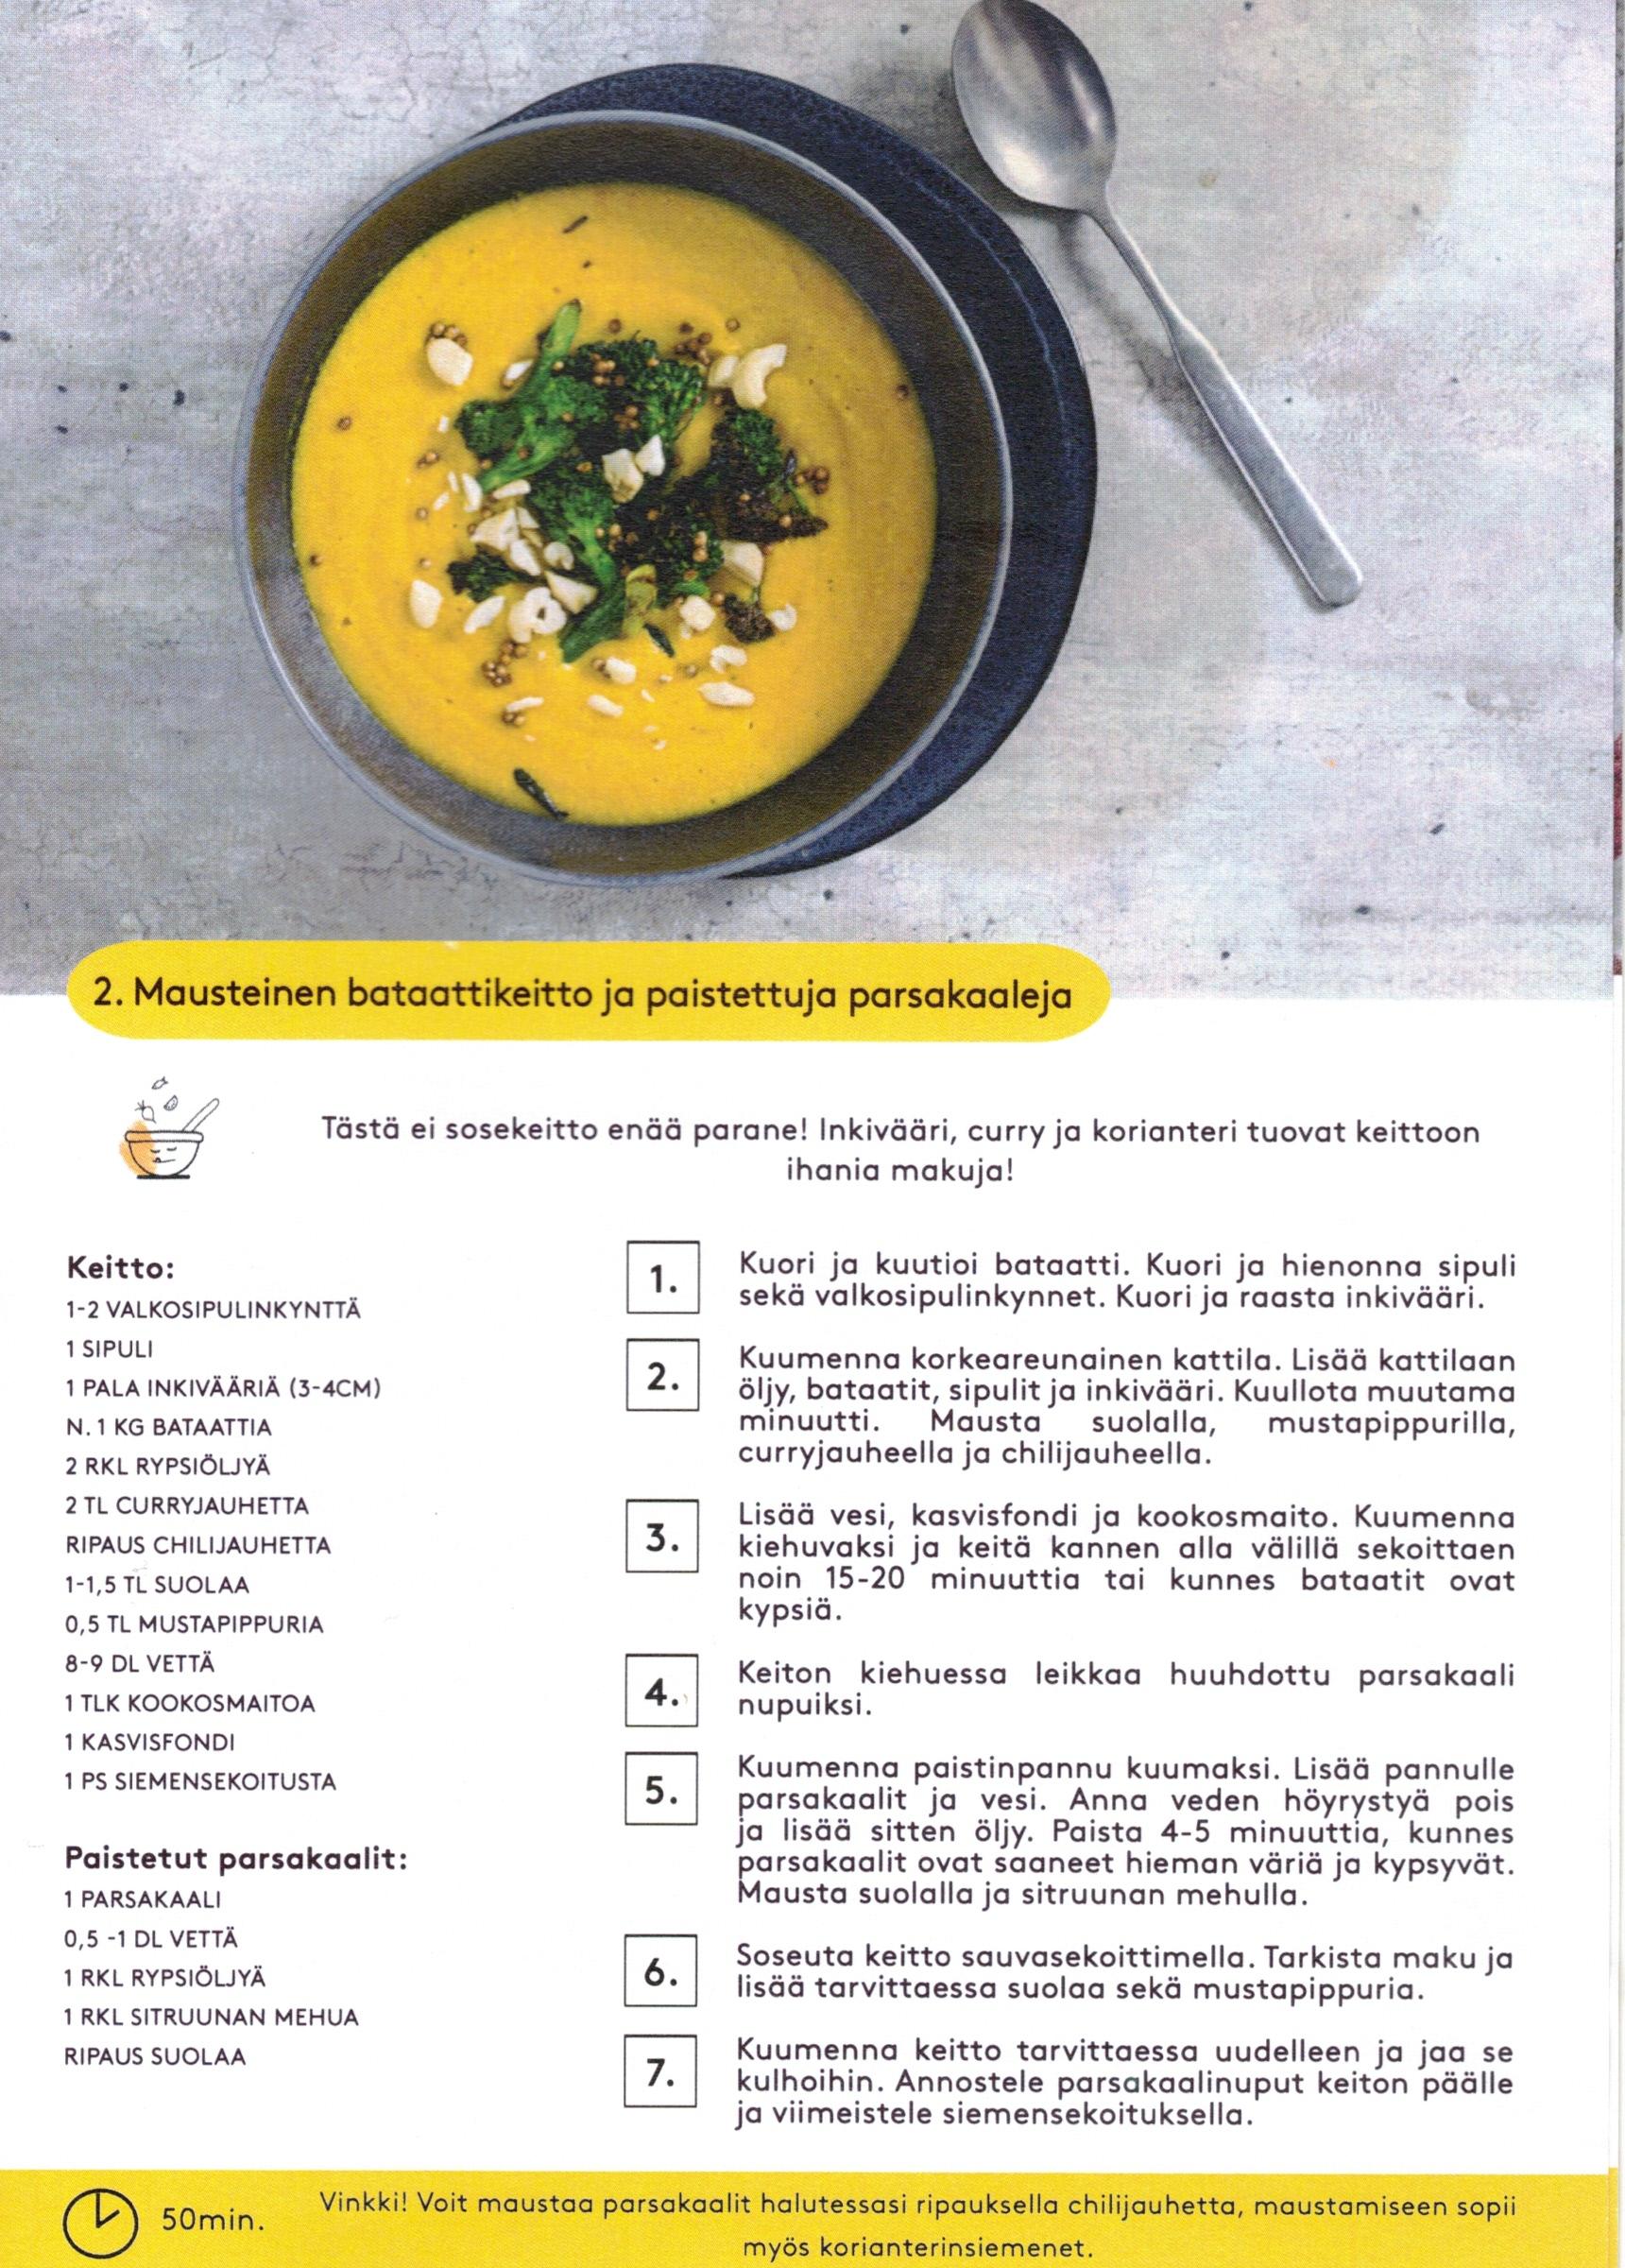 2. Mausteinen bataattikeitto ja paistettuja parsakaaleja
Tästä ei sosekeitto enää parane! Inkivääri, curry ja korianteri tuovat keittoon
ihania makuja!
Keitto:
1-2 VALKOSIPULINKYNTTÄ
1 SIPULI
1 PALA INKIVÄÄRIÄ (3-4CM)
N. 1 KG BATAATTIA
2 RKL RYPSIÖLJYÄ
2 TL CURRYJAUHETTA
RIPAUS CHILIJAUHETTA
1-1,5 TL SUOLAA
0,5 TL MUSTAPIPPURIA
8-9 DL VETTÄ
1 TLK KOOKOSMAITOA
1 KASVISFONDI
1 PS SIEMENSEKOITUSTA
Paistetut parsakaalit:
1 PARSAKAALI
0,5 -1 DL VETTÄ
1 RKL RYPSIÖLJYÄ
1 RKL SITRUUNAN MEHUA
RIPAUS SUOLAA
1.
Kuori ja kuutioi bataatti. Kuori ja hienonna sipuli
sekä valkosipulinkynnet. Kuori ja raasta inkivääri.
2.
Kuumenna korkeareunainen kattila. Lisää kattilaan
öljy, bataatit, sipulit ja inkivääri. Kuullota muutama
minuutti. Mausta suolalla, mustapippurilla,
curryjauheella ja chilijauheella.
3.
Lisää vesi, kasvisfondi ja kookosmaito. Kuumenna
kiehuvaksi ja keitä kannen alla välillä sekoittaen
noin 15-20 minuuttia tai kunnes bataatit ovat
kypsiä.
4.
Keiton kiehuessa leikkaa huuhdottu parsakaali
nupuiksi.
5.
Kuumenna paistinpannu kuumaksi. Lisää pannulle
parsakaalit ja vesi. Anna veden höyrystyä pois
ja lisää sitten öljy. Paista 4-5 minuuttia, kunnes
parsakaalit ovat saaneet hieman väriä ja kypsyvät.
Mausta suolalla ja sitruunan mehulla.
6.
Soseuta keitto sauvasekoittimella. Tarkista maku ja
lisää tarvittaessa suolaa sekä mustapippuria.
7.
Kuumenna keitto tarvittaessa uudelleen ja jaa se
kulhoihin. Annostele parsakaalinuput keiton päälle
ja viimeistele siemensekoituksella.
50min.
Vinkki! Voit maustaa parsakaalit halutessasi ripauksella chilijauhetta, maustamiseen sopii
myös korianterinsiemenet.